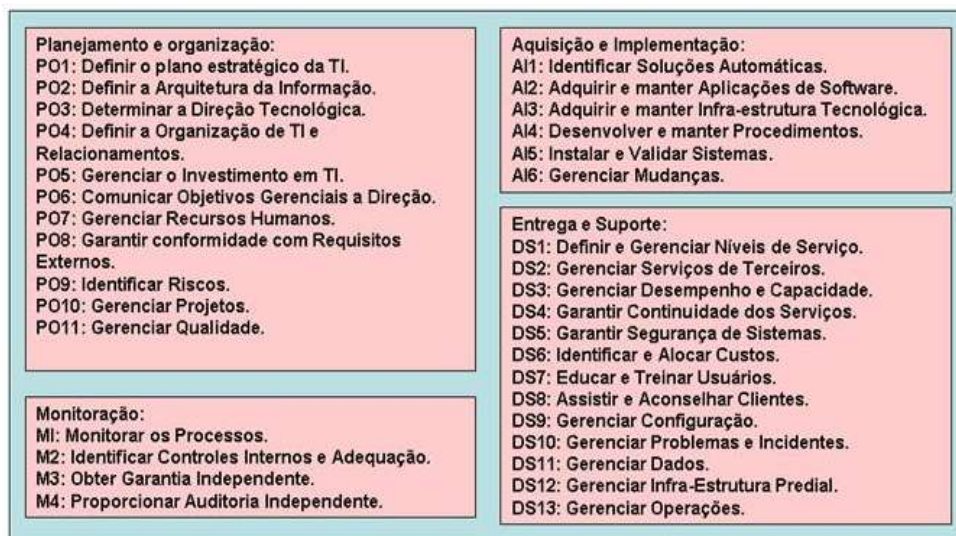 Planejamento e organização:
PO1: Definir o plano estratégico da TI.
PO2: Definir a Arquitetura da Informação.
PO3: Determinar a Direção Tecnológica.
PO4: Definir a Organização de TI e
Relacionamentos.
PO5: Gerenciar o Investimento em TI.
PO6: Comunicar Objetivos Gerenciais a Direção.
PO7: Gerenciar Recursos Humanos.
PO8: Garantir conformidade com Requisitos
Externos.
PO9: Identificar Riscos.
PO10: Gerenciar Projetos.
PO11: Gerenciar Qualidade.
Monitoração:
MI: Monitorar os Processos.
M2: Identificar Controles Internos e Adequação.
M3: Obter Garantia Independente.
M4: Proporcionar Auditoria Independente.
Aquisição e Implementação:
AI1: Identificar Soluções Automáticas.
AI2: Adquirir e manter Aplicações de Software.
AI3: Adquirir e manter Infra-estrutura Tecnológica.
AI4: Desenvolver e manter Procedimentos.
AI5: Instalar e Validar Sistemas.
AI6: Gerenciar Mudanças.
Entrega e Suporte:
DS1: Definir e Gerenciar Níveis de Serviço.
DS2: Gerenciar Serviços de Terceiros.
DS3: Gerenciar Desempenho e Capacidade.
DS4: Garantir Continuidade dos Serviços.
DS5: Garantir Segurança de Sistemas.
DS6: Identificar e Alocar Custos.
DS7: Educar e Treinar Usuários.
DS8: Assistir e Aconselhar Clientes.
DS9: Gerenciar Configuração.
DS10: Gerenciar Problemas e Incidentes.
DS11: Gerenciar Dados.
DS12: Gerenciar Infra-Estrutura Predial.
DS13: Gerenciar Operações.